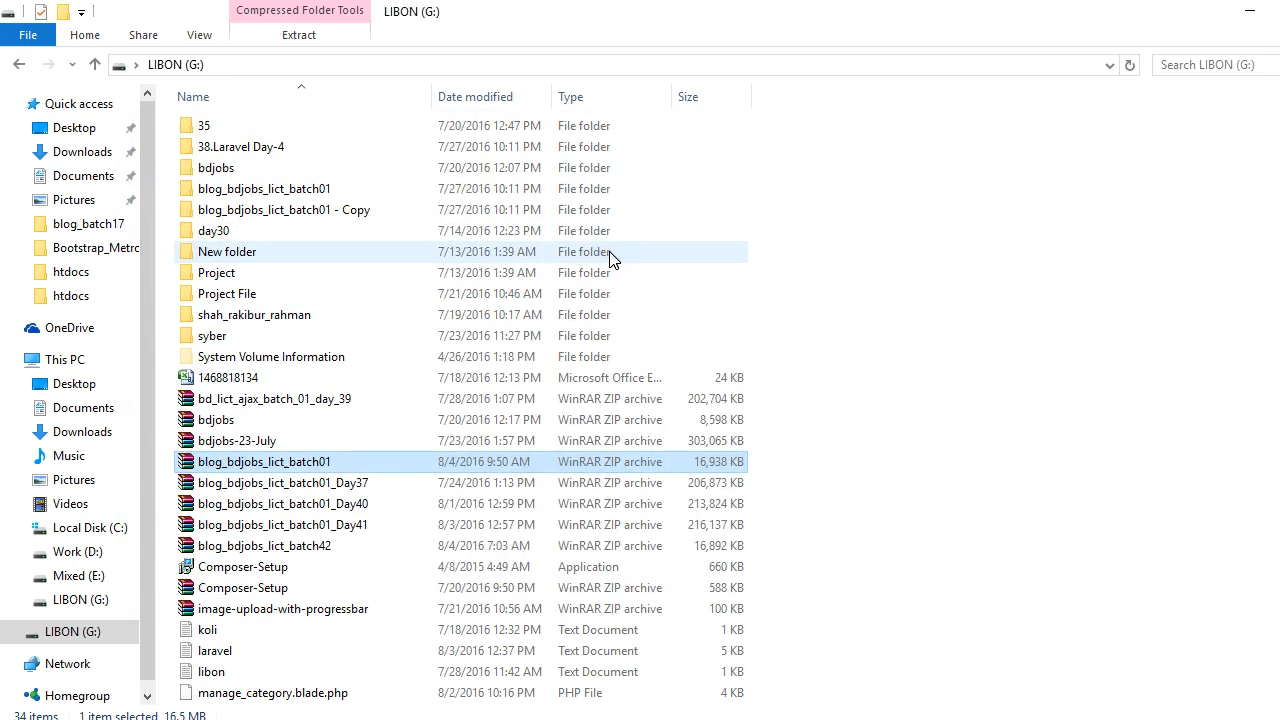 Compressed Folder Tools
LIBON (G:)
File
Home
Share
View
Extract
LIBON (G:)
Search LIBON (G:)
Quick access
Desktop
Downloads
Documents
Pictures
blog_batch17
Bootstrap_Metro
htdocs
htdocs
OneDrive
This PC
Desktop
Documents
Downloads
Music
Pictures
Videos
Local Disk (C:)
Work (D:)
Mixed (E:)
LIBON (G:)
LIBON (G:)
Network
Homegroup
Name Date modified Type Size
35 7/20/2016 12:47 PM File folder
38.Laravel Day-4 7/27/2016 10:11 PM File folder
bdjobs 7/20/2016 12:07 PM File folder
blog_bdjobs_lict_batch01 7/27/2016 10:11 PM File folder
blog_bdjobs_lict_batch01 - Copy 7/27/2016 10:11 PM File folder
day30 7/14/2016 12:23 PM File folder
New folder 7/13/2016 1:39 AM File folder
Project 7/13/2016 1:39 AM File folder
Project File 7/21/2016 10:46 AM File folder
shah_rakibur_rahman 7/19/2016 10:17 AM File folder
syber 7/23/2016 11:27 PM File folder
System Volume Information 4/26/2016 1:18 PM File folder
1468818134 7/18/2016 12:13 PM Microsoft Office E... 24 KB
bd_lict_ajax_batch_01_day_39 7/28/2016 1:07 PM WinRAR ZIP archive 202,704 KB
bdjobs 7/20/2016 12:17 PM WinRAR ZIP archive 8,598 KB
bdjobs-23-July 7/23/2016 1:57 PM WinRAR ZIP archive 303,065 KB
blog_bdjobs_lict_batch01 8/4/2016 9:50 AM WinRAR ZIP archive 16,938 KB
blog_bdjobs_lict_batch01_Day37 7/24/2016 1:13 PM WinRAR ZIP archive 206,873 KB
blog_bdjobs_lict_batch01_Day40 8/1/2016 12:59 PM WinRAR ZIP archive 213,824 KB
blog_bdjobs_lict_batch01_Day41 8/3/2016 12:57 PM WinRAR ZIP archive 216,137 KB
blog_bdjobs_lict_batch42 8/4/2016 7:03 AM WinRAR ZIP archive 16,892 KB
Composer-Setup 4/8/2015 4:49 AM Application 660 KB
Composer-Setup 7/20/2016 9:50 PM WinRAR ZIP archive 588 KB
image-upload-with-progressbar 7/21/2016 10:56 AM WinRAR ZIP archive 100 KB
koli 7/18/2016 12:32 PM Text Document 1 KB
laravel 8/3/2016 12:37 PM Text Document 5 KB
libon 7/28/2016 11:42 AM Text Document 1 KB
manage_category.blade.php 8/2/2016 10:16 PM PHP File 4 KB
34 items 1 item selected 16.5 MB